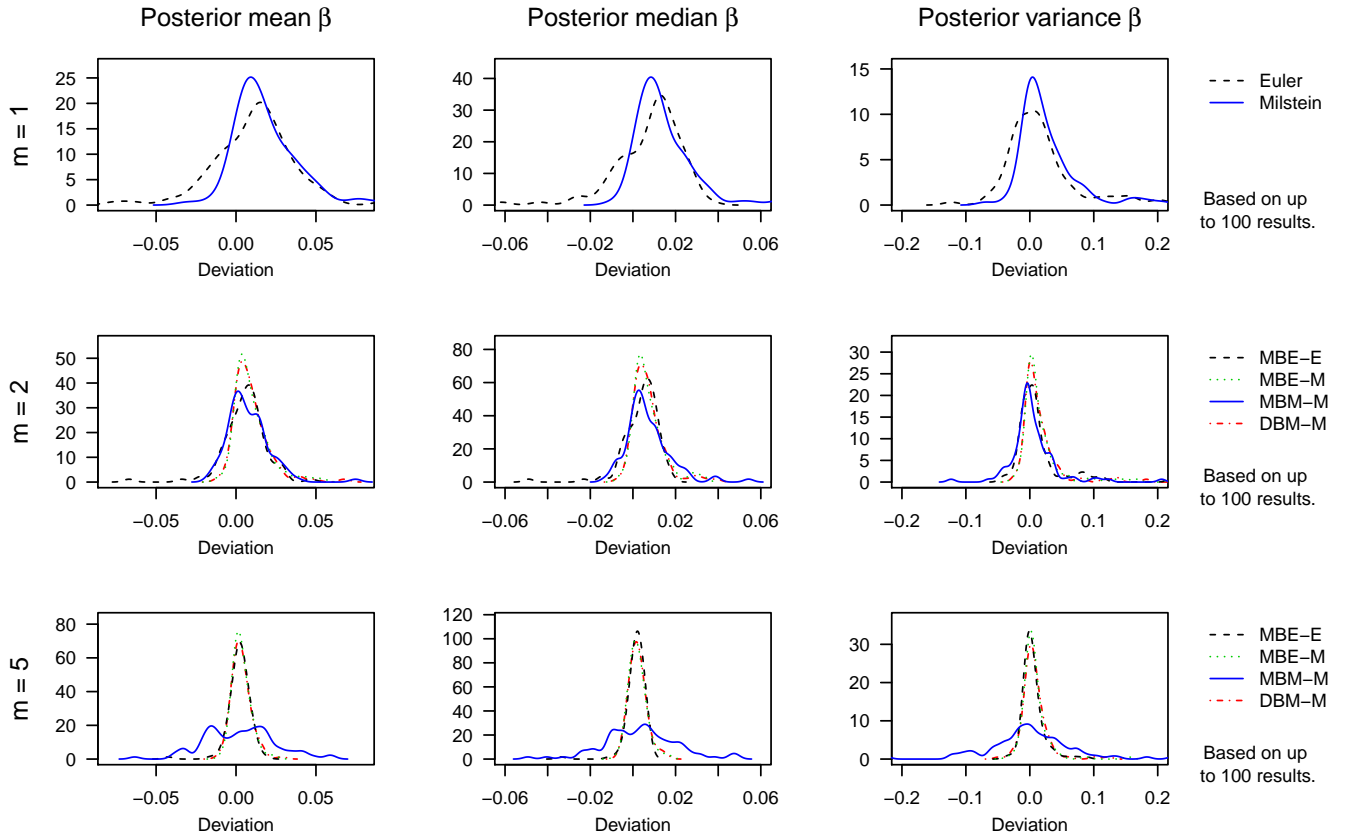 Posterior mean β
Posterior median β
Posterior variance β
m = 1
25
20
15
10
5
0
−0.05 0.00 0.05
Deviation
40
30
20
10
0
−0.06 −0.02 0.02 0.06
Deviation
15
10
5
0
−0.2 −0.1 0.0 0.1 0.2
Deviation
Euler
Milstein
Based on up
to 100 results.
m = 2
50
40
30
20
10
0
−0.05 0.00 0.05
Deviation
80
60
40
20
0
−0.06 −0.02 0.02 0.06
Deviation
30
25
20
15
10
5
0
−0.2 −0.1 0.0 0.1 0.2
Deviation
MBE−E
MBE−M
MBM−M
DBM−M
Based on up
to 100 results.
m = 5
80
60
40
20
0
−0.05 0.00 0.05
Deviation
120
100
80
60
40
20
0
−0.06 −0.02 0.02 0.06
Deviation
30
20
10
0
−0.2 −0.1 0.0 0.1 0.2
Deviation
MBE−E
MBE−M
MBM−M
DBM−M
Based on up
to 100 results.